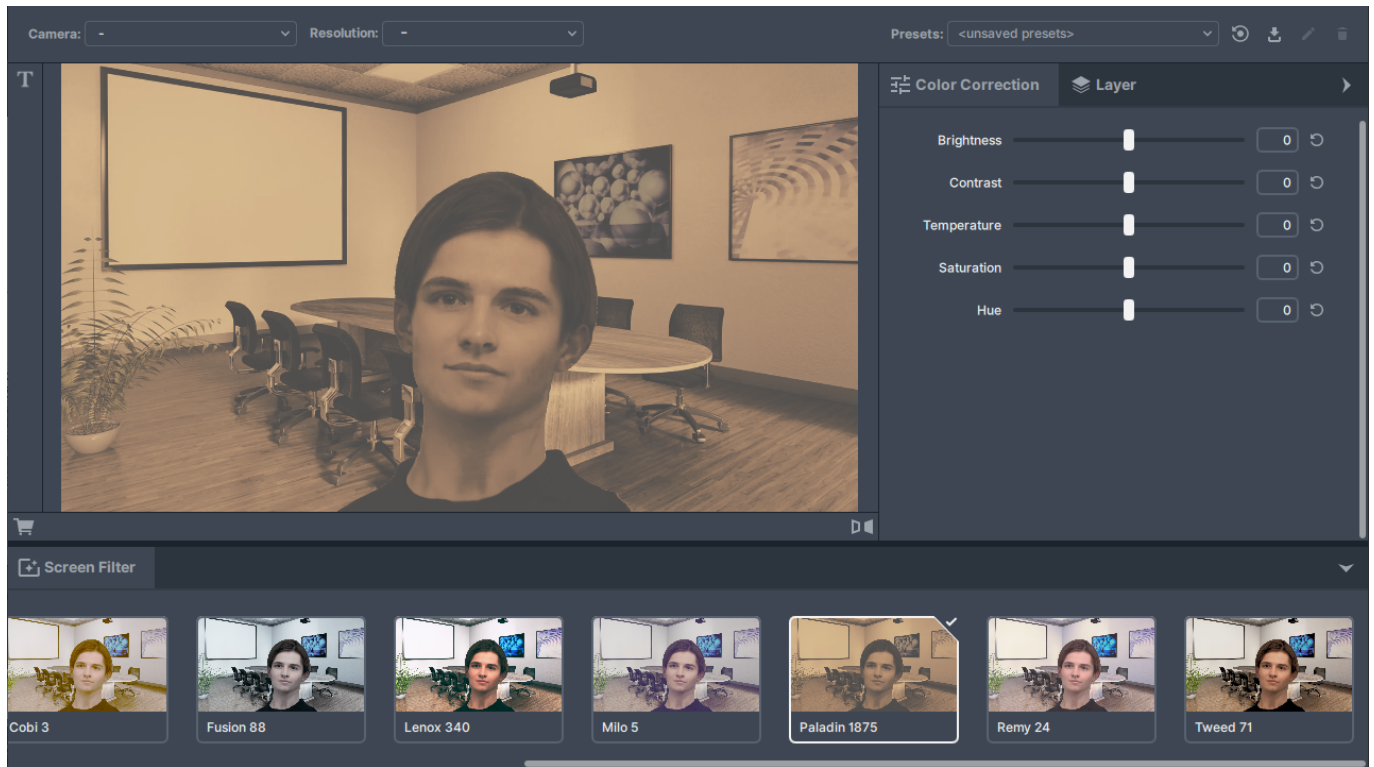 Camera: -
Resolution: -
Presets: <unsaved presets>
T
Color Correction
Layer
Brightness 0
Contrast 0
Temperature 0
Saturation 0
Hue 0
Screen Filter
Cobi 3
Fusion 88
Lenox 340
Milo 5
Paladin 1875
Remy 24
Tweed 71